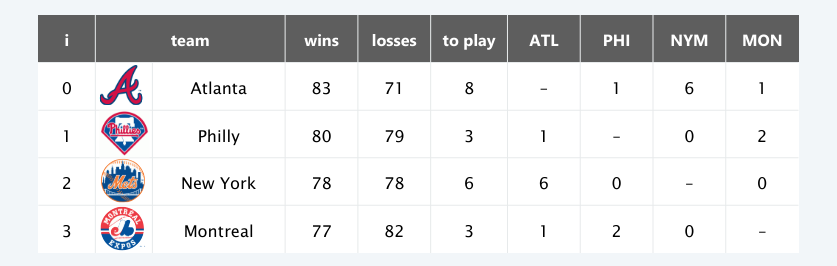 i team wins losses to play ATL PHI NYM MON
0 A Atlanta 83 71 8 – 1 6 1
1 Phillies Philly 80 79 3 1 – 0 2
2 Mets New York 78 78 6 6 0 – 0
3 MONTREAL eb EXPOS Montreal 77 82 3 1 2 0 –